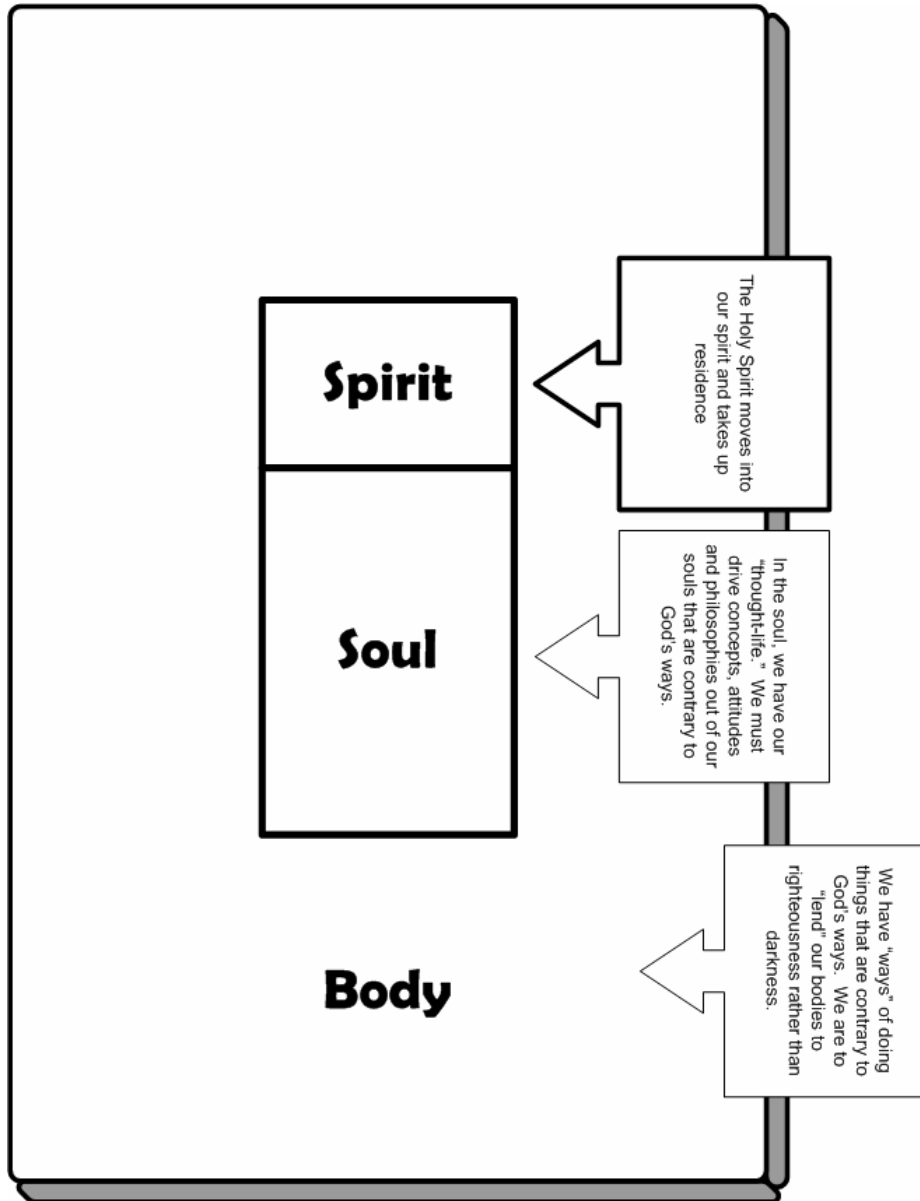 The Holy Spirit moves into
our spirit and takes up
residence
Spirit
In the soul, we have our
“thought-life.” We must
drive concepts, attitudes
and philosophies out of our
souls that are contrary to
God's ways.
Soul
We have “ways” of doing
things that are contrary to
God's ways. We are to
“lend” our bodies to
righteousness rather than
darkness.
Body